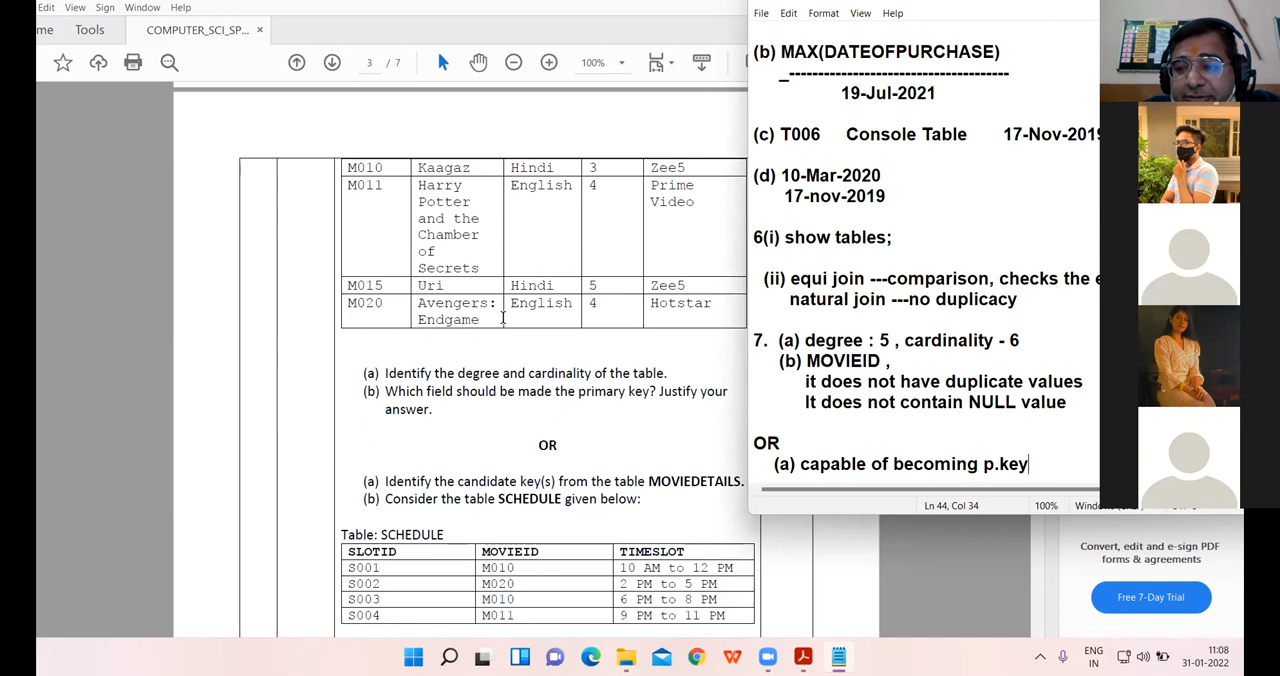 Edit View Sign Window Help
me Tools COMPUTER_SCI_SP... ×
3 / 7 100%
M010 Kaagaz Hindi 3 Zee5
M011 Harry Potter and the Chamber of Secrets English 4 Prime Video
M015 Uri Hindi 5 Zee5
M020 Avengers: Endgame English 4 Hotstar
(a) Identify the degree and cardinality of the table.
(b) Which field should be made the primary key? Justify your
answer.
OR
(a) Identify the candidate key(s) from the table MOVIEDETAILS.
(b) Consider the table SCHEDULE given below:
Table: SCHEDULE
SLOTID MOVIEID TIMESLOT
S001 M010 10 AM to 12 PM
S002 M020 2 PM to 5 PM
S003 M010 6 PM to 8 PM
S004 M011 9 PM to 11 PM
File Edit Format View Help
(b) MAX(DATEOFPURCHASE)
_-------------------------------------
19-Jul-2021
(c) T006 Console Table 17-Nov-2019
(d) 10-Mar-2020
17-nov-2019
6(i) show tables;
(ii) equi join ---comparison, checks the e
natural join ---no duplicacy
7. (a) degree : 5 , cardinality - 6
(b) MOVIEID ,
it does not have duplicate values
It does not contain NULL value
OR
(a) capable of becoming p.key
Ln 44, Col 34 100%
Convert, edit and e-sign PDF
forms & agreements
Free 7-Day Trial
ENG
IN
11:08
31-01-2022